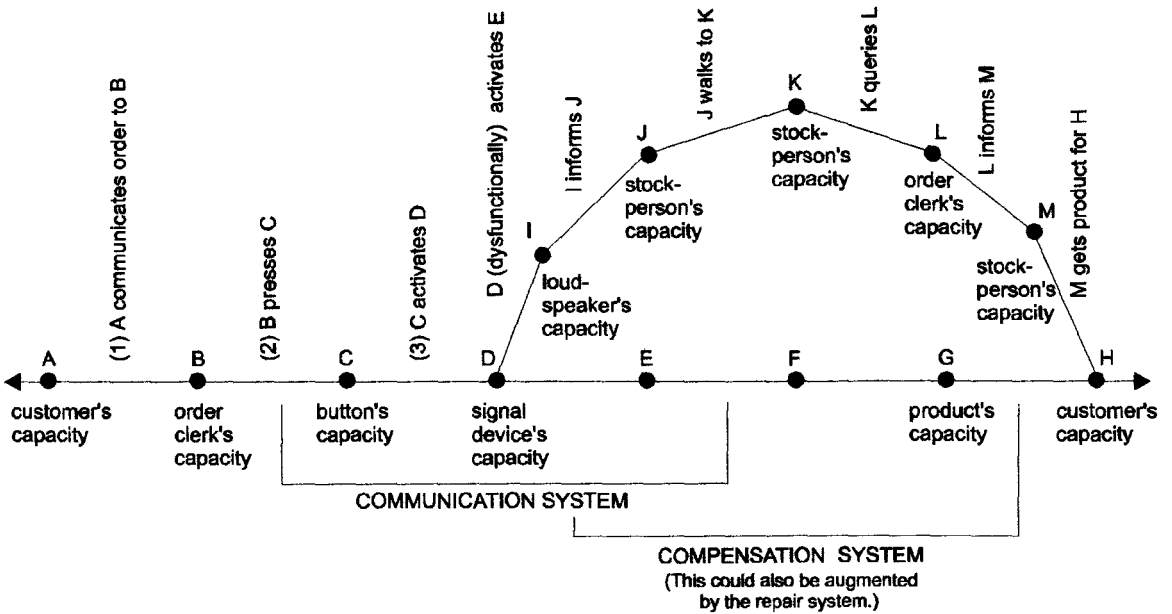 (1) A communicates order to B
(2) B presses C
(3) C activates D
D (dysfunctionally) activates E
I informs J
J walks to K
K queries L
L informs M
M gets product for H
K
stock-
person's
capacity
J
stock-
person's
capacity
L
order
clerk's
capacity
I
loud-
speaker's
capacity
M
stock-
person's
capacity
A
customer's
capacity
B
order
clerk's
capacity
C
button's
capacity
D
signal
device's
capacity
E
F
G
product's
capacity
H
customer's
capacity
COMMUNICATION SYSTEM
COMPENSATION SYSTEM
(This could also be augmented
by the repair system.)